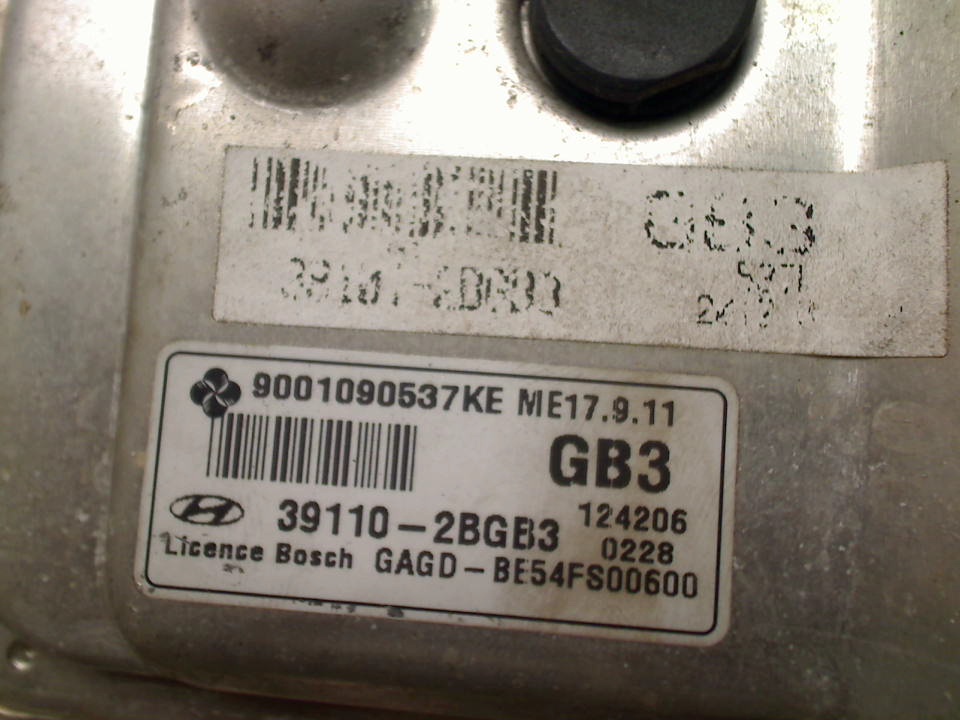 9001090537KE ME17.9.11
GB3
39110-2BGB3 124206
0228
Licence Bosch GAGD-BE54FS00600